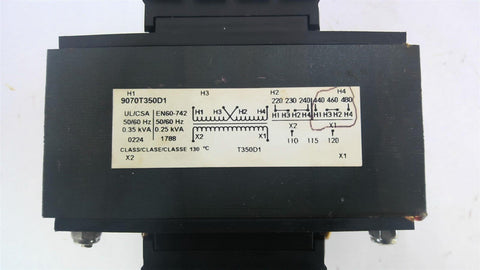 H1 H3 H2 H4
9070T350D1
UL/CSA EN60-742
50/60 Hz 50/60 Hz
0.35 kVA 0.25 kVA
0224 1788
CLASS/CLASE/CLASSE 130 °C
X2
H1 H3 H2 H4
X2 X1
T350D1
220 230 240 440 460 480
H1 H3 H2 H4 H1 H3 H2 H4
X2 X1
110 115 120
X1